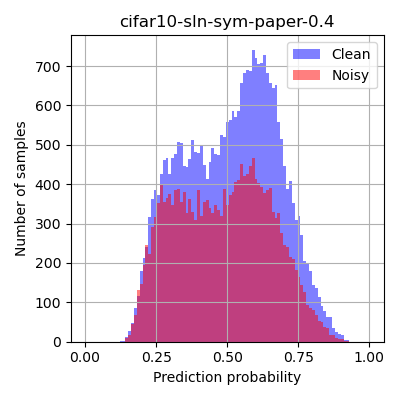 cifar10-sln-sym-paper-0.4
Clean
Noisy
Number of samples
700
600
500
400
300
200
100
0
0.00
0.25
0.50
0.75
1.00
Prediction probability